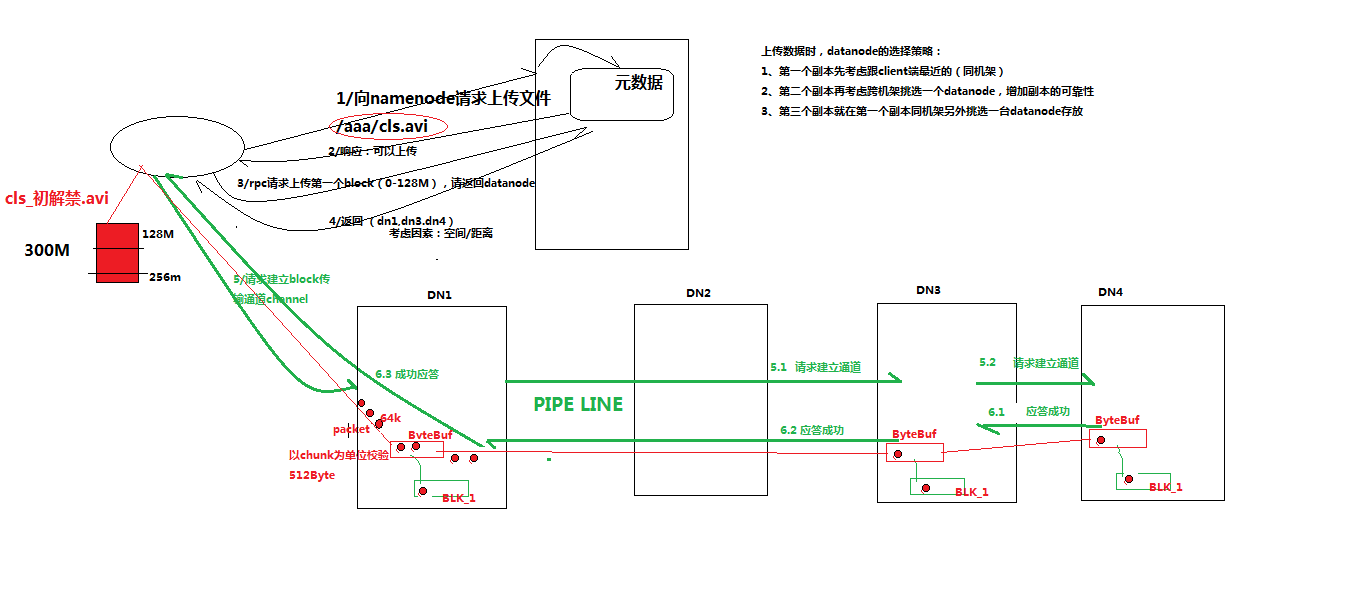 上传数据时，datanode的选择策略：
1、第一个副本先考虑跟client端最近的（同机架）
2、第二个副本再考虑跨机架挑选一个datanode，增加副本的可靠性
3、第三个副本就在第一个副本同机架另外挑选一台datanode存放
元数据
1/向namenode请求上传文件
/aaa/cls.avi
2/响应：可以上传
3/rpc请求上传第一个block（0-128M），请返回datanode
4/返回（dn1,dn3.dn4）
考虑因素：空间/距离
cls_初解禁.avi
128M
300M
256m
5/请求建立block传
输通道channel
DN1
DN2
DN3
DN4
6.3 成功应答
5.1 请求建立通道
5.2 请求建立通道
PIPE LINE
6.1 应答成功
64k
packet
ByteBuf
6.2 应答成功
ByteBuf
ByteBuf
以chunk为单位校验
512Byte
BLK_1
BLK_1
BLK_1